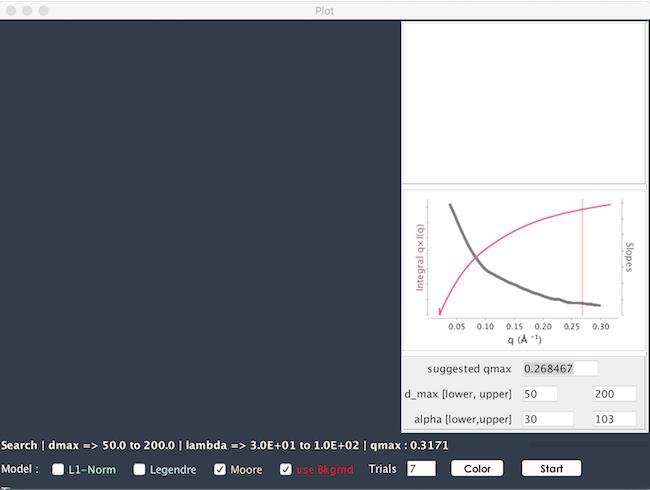 Plot
Integral q×I(q)
Slopes
0.05 0.10 0.15 0.20 0.25 0.30
q (Å ⁻¹)
suggested qmax 0.268467
d_max [lower, upper] 50 200
alpha [lower,upper] 30 103
Search | dmax => 50.0 to 200.0 | lambda => 3.0E+01 to 1.0E+02 | qmax : 0.3171
Model : L1-Norm Legendre Moore use Bkgrnd Trials 7 Color Start